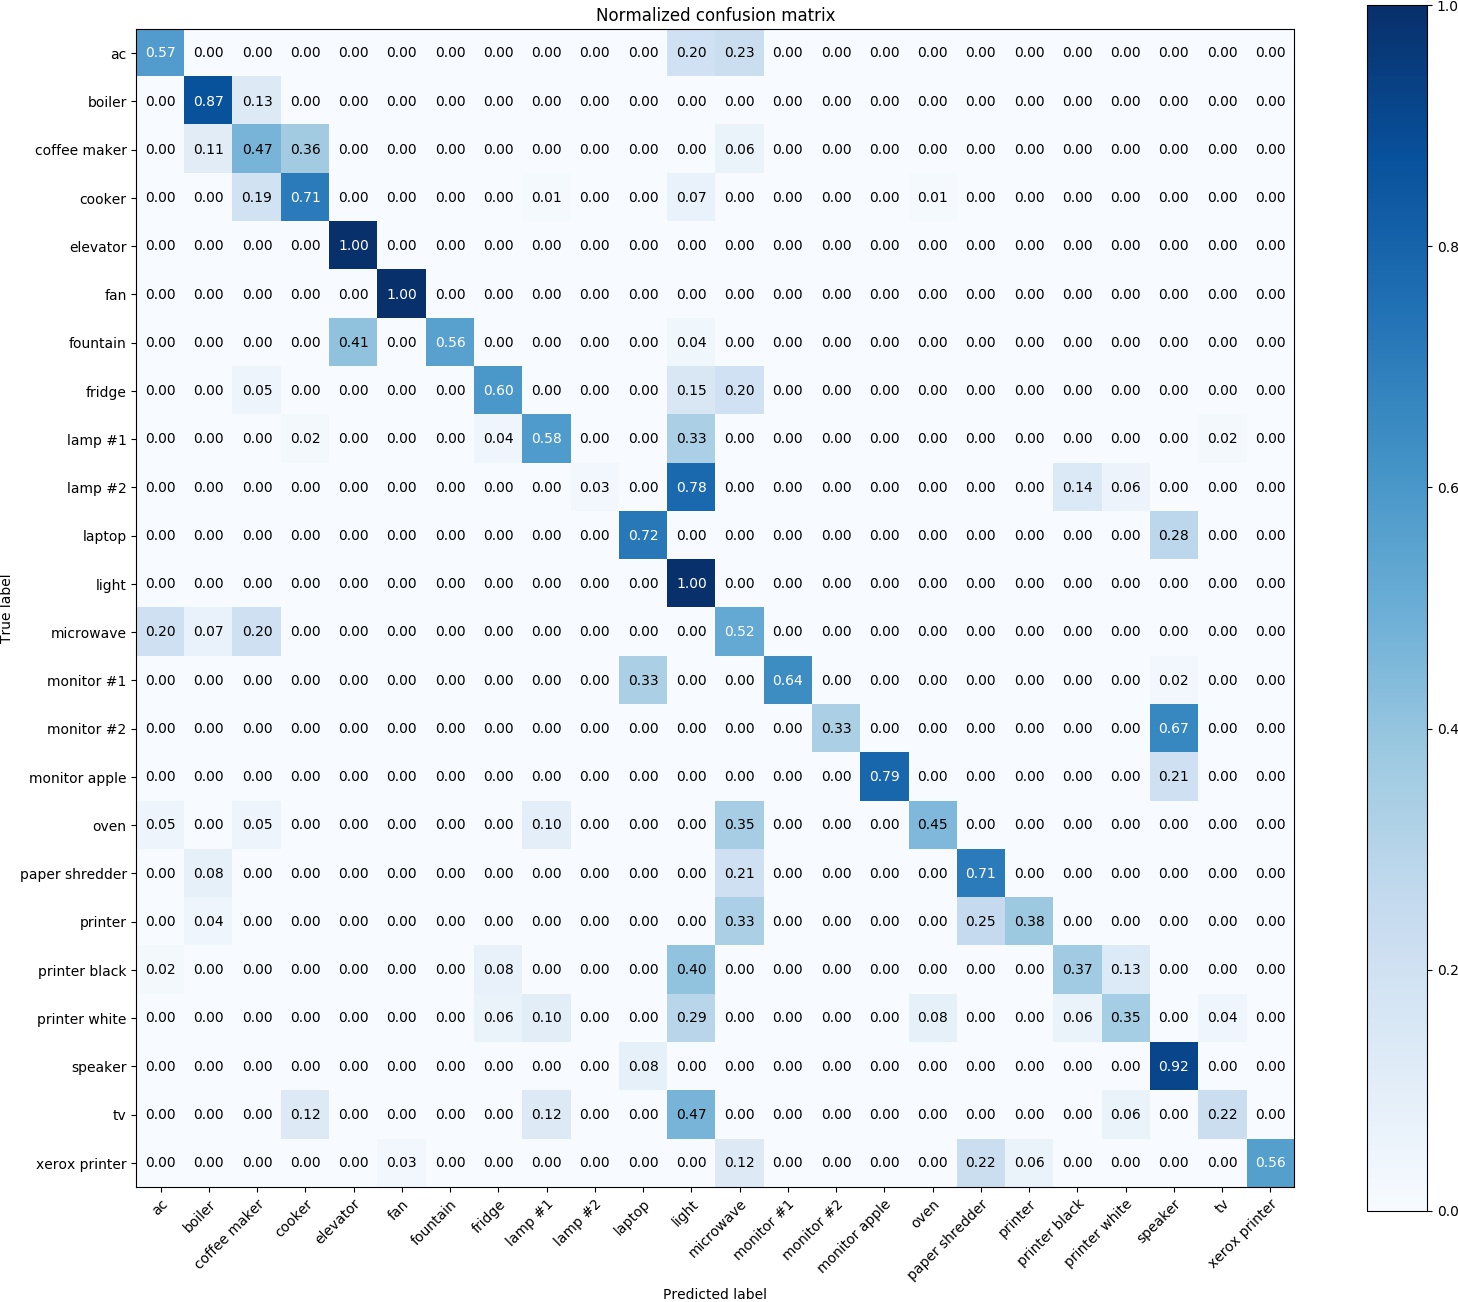 Normalized confusion matrix
ac 0.57 0.00 0.00 0.00 0.00 0.00 0.00 0.00 0.00 0.00 0.00 0.20 0.23 0.00 0.00 0.00 0.00 0.00 0.00 0.00 0.00 0.00 0.00 0.00
boiler 0.00 0.87 0.13 0.00 0.00 0.00 0.00 0.00 0.00 0.00 0.00 0.00 0.00 0.00 0.00 0.00 0.00 0.00 0.00 0.00 0.00 0.00 0.00 0.00
coffee maker 0.00 0.11 0.47 0.36 0.00 0.00 0.00 0.00 0.00 0.00 0.00 0.00 0.06 0.00 0.00 0.00 0.00 0.00 0.00 0.00 0.00 0.00 0.00 0.00
cooker 0.00 0.00 0.19 0.71 0.00 0.00 0.00 0.00 0.01 0.00 0.00 0.07 0.00 0.00 0.00 0.00 0.01 0.00 0.00 0.00 0.00 0.00 0.00 0.00
elevator 0.00 0.00 0.00 0.00 1.00 0.00 0.00 0.00 0.00 0.00 0.00 0.00 0.00 0.00 0.00 0.00 0.00 0.00 0.00 0.00 0.00 0.00 0.00 0.00
fan 0.00 0.00 0.00 0.00 0.00 1.00 0.00 0.00 0.00 0.00 0.00 0.00 0.00 0.00 0.00 0.00 0.00 0.00 0.00 0.00 0.00 0.00 0.00 0.00
fountain 0.00 0.00 0.00 0.00 0.41 0.00 0.56 0.00 0.00 0.00 0.00 0.04 0.00 0.00 0.00 0.00 0.00 0.00 0.00 0.00 0.00 0.00 0.00 0.00
fridge 0.00 0.00 0.05 0.00 0.00 0.00 0.00 0.60 0.00 0.00 0.00 0.15 0.20 0.00 0.00 0.00 0.00 0.00 0.00 0.00 0.00 0.00 0.00 0.00
lamp #1 0.00 0.00 0.00 0.02 0.00 0.00 0.00 0.04 0.58 0.00 0.00 0.33 0.00 0.00 0.00 0.00 0.00 0.00 0.00 0.00 0.00 0.00 0.02 0.00
lamp #2 0.00 0.00 0.00 0.00 0.00 0.00 0.00 0.00 0.00 0.03 0.00 0.78 0.00 0.00 0.00 0.00 0.00 0.00 0.00 0.14 0.06 0.00 0.00 0.00
laptop 0.00 0.00 0.00 0.00 0.00 0.00 0.00 0.00 0.00 0.00 0.72 0.00 0.00 0.00 0.00 0.00 0.00 0.00 0.00 0.00 0.00 0.28 0.00 0.00
light 0.00 0.00 0.00 0.00 0.00 0.00 0.00 0.00 0.00 0.00 0.00 1.00 0.00 0.00 0.00 0.00 0.00 0.00 0.00 0.00 0.00 0.00 0.00 0.00
microwave 0.20 0.07 0.20 0.00 0.00 0.00 0.00 0.00 0.00 0.00 0.00 0.00 0.52 0.00 0.00 0.00 0.00 0.00 0.00 0.00 0.00 0.00 0.00 0.00
monitor #1 0.00 0.00 0.00 0.00 0.00 0.00 0.00 0.00 0.00 0.00 0.33 0.00 0.00 0.64 0.00 0.00 0.00 0.00 0.00 0.00 0.00 0.02 0.00 0.00
monitor #2 0.00 0.00 0.00 0.00 0.00 0.00 0.00 0.00 0.00 0.00 0.00 0.00 0.00 0.00 0.33 0.00 0.00 0.00 0.00 0.00 0.00 0.67 0.00 0.00
monitor apple 0.00 0.00 0.00 0.00 0.00 0.00 0.00 0.00 0.00 0.00 0.00 0.00 0.00 0.00 0.00 0.79 0.00 0.00 0.00 0.00 0.00 0.21 0.00 0.00
oven 0.05 0.00 0.05 0.00 0.00 0.00 0.00 0.00 0.10 0.00 0.00 0.00 0.35 0.00 0.00 0.00 0.45 0.00 0.00 0.00 0.00 0.00 0.00 0.00
paper shredder 0.00 0.08 0.00 0.00 0.00 0.00 0.00 0.00 0.00 0.00 0.00 0.00 0.21 0.00 0.00 0.00 0.00 0.71 0.00 0.00 0.00 0.00 0.00 0.00
printer 0.00 0.04 0.00 0.00 0.00 0.00 0.00 0.00 0.00 0.00 0.00 0.00 0.33 0.00 0.00 0.00 0.00 0.25 0.38 0.00 0.00 0.00 0.00 0.00
printer black 0.02 0.00 0.00 0.00 0.00 0.00 0.00 0.08 0.00 0.00 0.00 0.40 0.00 0.00 0.00 0.00 0.00 0.00 0.00 0.37 0.13 0.00 0.00 0.00
printer white 0.00 0.00 0.00 0.00 0.00 0.00 0.00 0.06 0.10 0.00 0.00 0.29 0.00 0.00 0.00 0.00 0.08 0.00 0.00 0.06 0.35 0.00 0.04 0.00
speaker 0.00 0.00 0.00 0.00 0.00 0.00 0.00 0.00 0.00 0.00 0.08 0.00 0.00 0.00 0.00 0.00 0.00 0.00 0.00 0.00 0.00 0.92 0.00 0.00
tv 0.00 0.00 0.00 0.12 0.00 0.00 0.00 0.00 0.12 0.00 0.00 0.47 0.00 0.00 0.00 0.00 0.00 0.00 0.00 0.00 0.06 0.00 0.22 0.00
xerox printer 0.00 0.00 0.00 0.00 0.00 0.03 0.00 0.00 0.00 0.00 0.00 0.00 0.12 0.00 0.00 0.00 0.00 0.22 0.06 0.00 0.00 0.00 0.00 0.56
ac boiler coffee maker cooker elevator fan fountain fridge lamp #1 lamp #2 laptop light microwave monitor #1 monitor #2 monitor apple oven paper shredder printer printer black printer white speaker tv xerox printer
Predicted label
True label
1.0
0.8
0.6
0.4
0.2
0.0